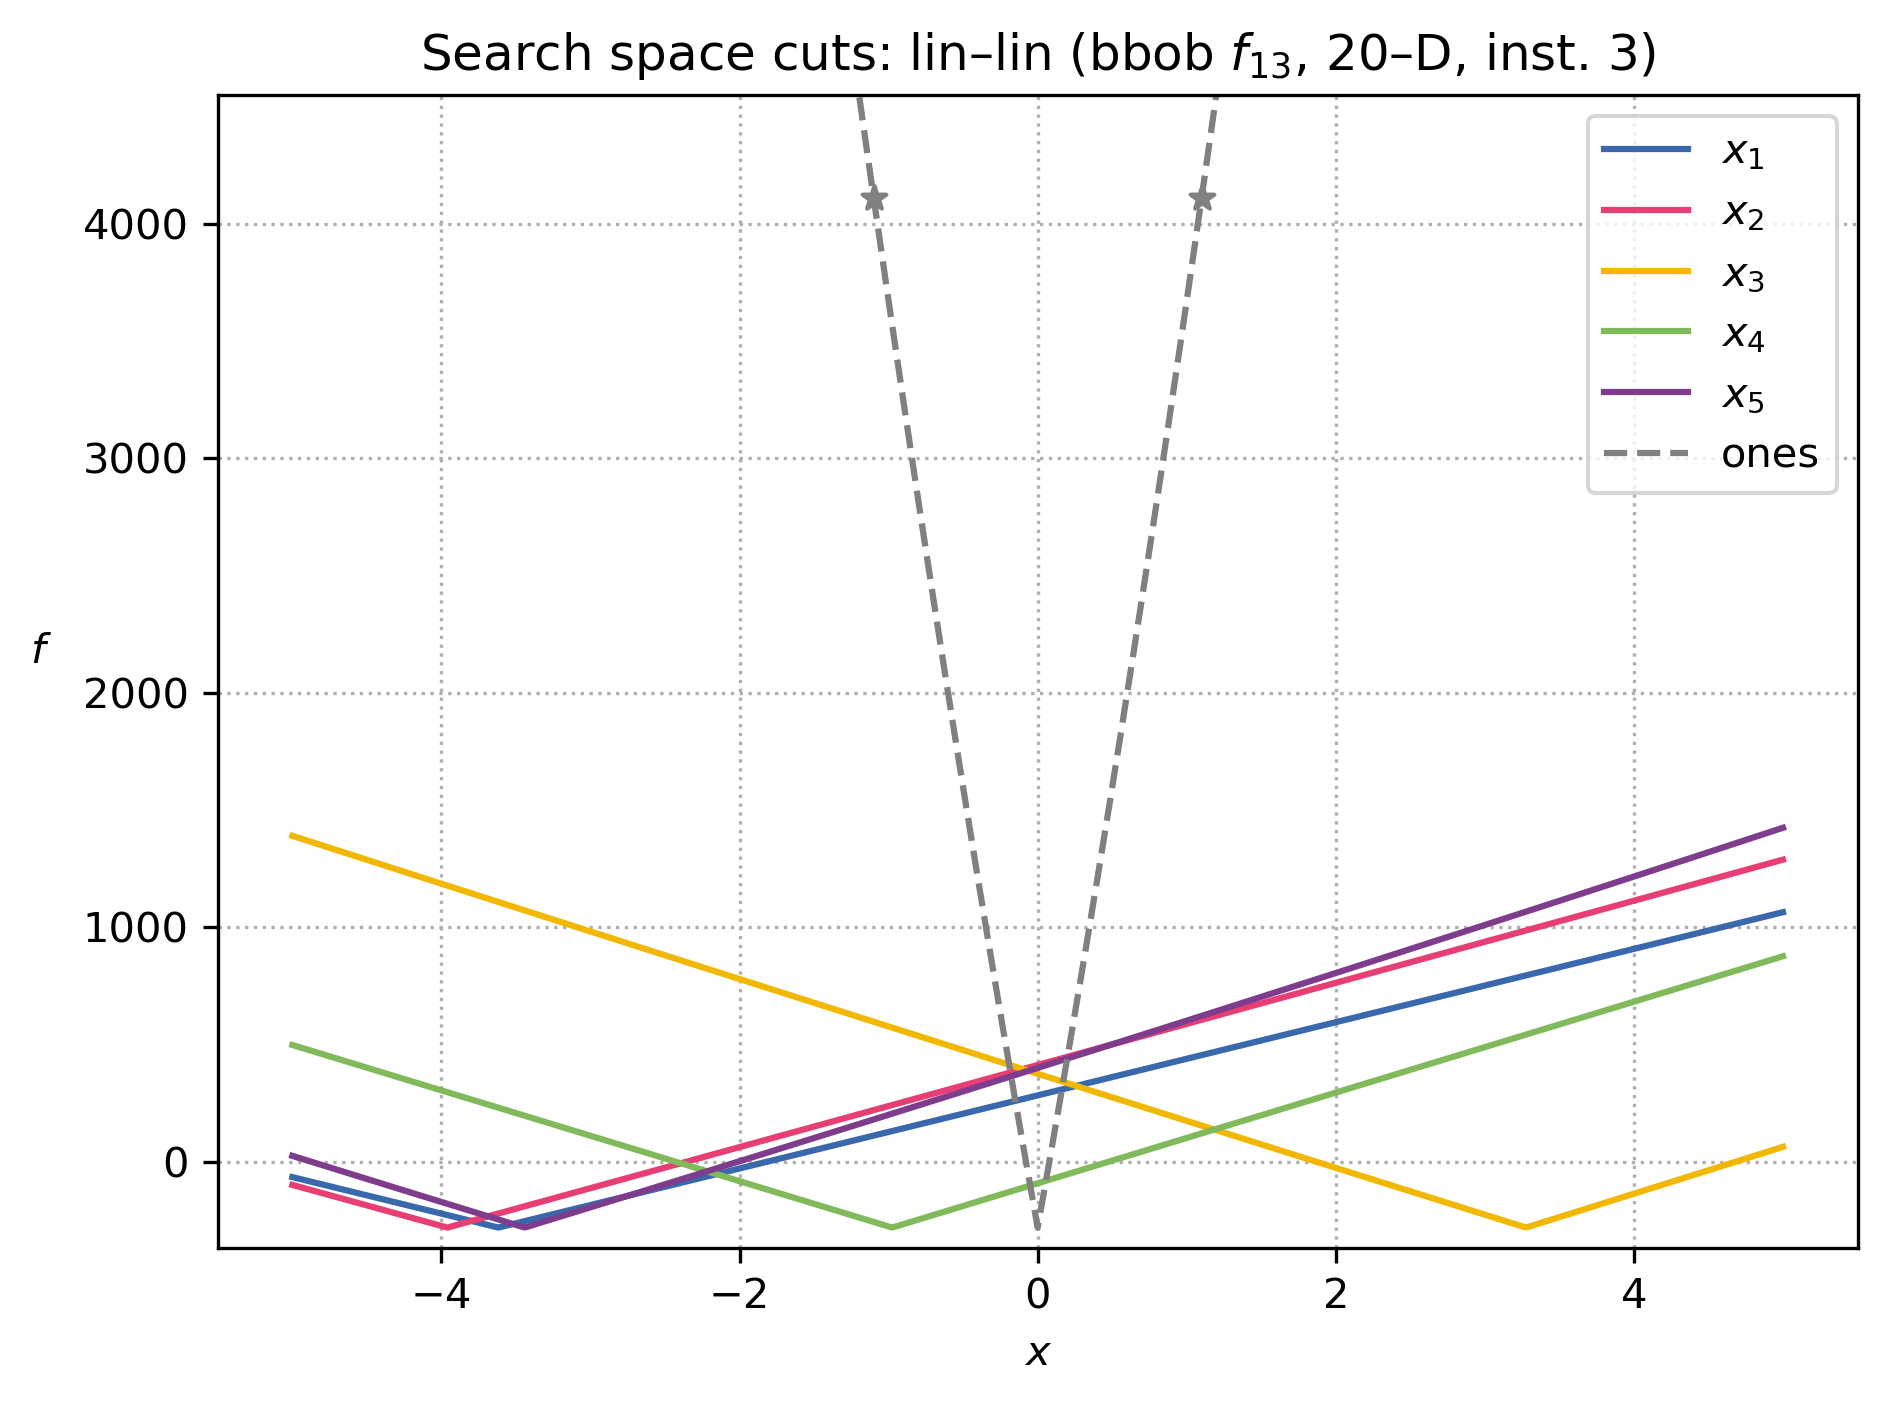 Search space cuts: lin–lin (bbob f₁₃, 20–D, inst. 3)
x₁
x₂
x₃
x₄
x₅
ones
4000
3000
2000
1000
0
f
−4 −2 0 2 4
x